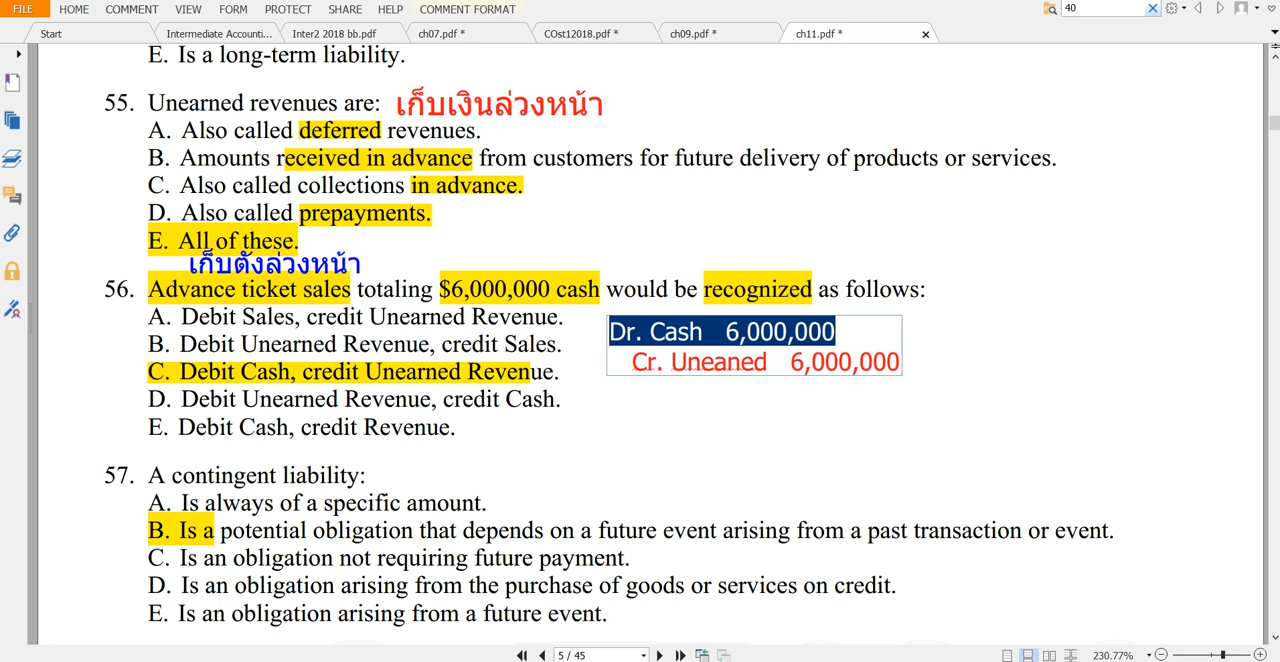 FILE HOME COMMENT VIEW FORM PROTECT SHARE HELP COMMENT FORMAT 40
Start Intermediate Accounti... Inter2 2018 bb.pdf ch07.pdf * COst12018.pdf * ch09.pdf * ch11.pdf *
E. Is a long-term liability.
55. Unearned revenues are: เก็บเงินล่วงหน้า
A. Also called deferred revenues.
B. Amounts received in advance from customers for future delivery of products or services.
C. Also called collections in advance.
D. Also called prepayments.
E. All of these.
เก็บตังล่วงหน้า
56. Advance ticket sales totaling $6,000,000 cash would be recognized as follows:
A. Debit Sales, credit Unearned Revenue.
B. Debit Unearned Revenue, credit Sales.
C. Debit Cash, credit Unearned Revenue.
D. Debit Unearned Revenue, credit Cash.
E. Debit Cash, credit Revenue.
Dr. Cash 6,000,000
Cr. Uneaned 6,000,000
57. A contingent liability:
A. Is always of a specific amount.
B. Is a potential obligation that depends on a future event arising from a past transaction or event.
C. Is an obligation not requiring future payment.
D. Is an obligation arising from the purchase of goods or services on credit.
E. Is an obligation arising from a future event.
5 / 45 230.77%